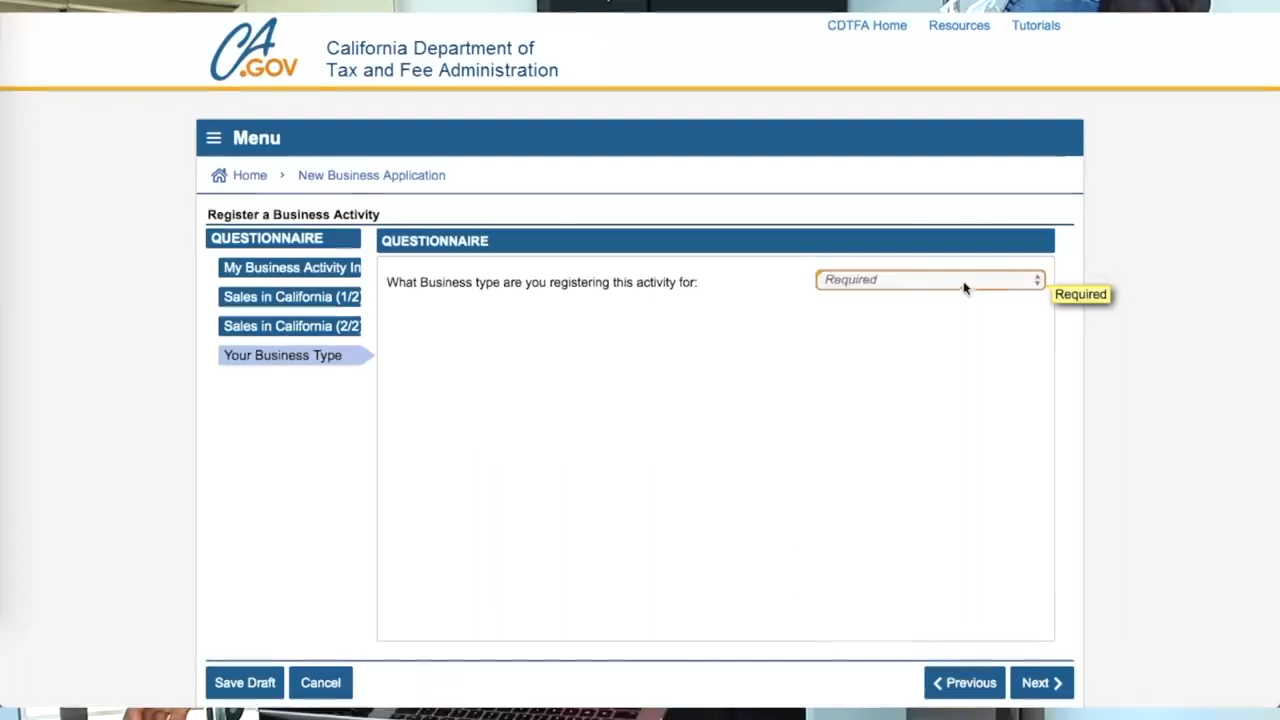 CDTFA Home Resources Tutorials
CA.GOV
California Department of
Tax and Fee Administration
Menu
Home › New Business Application
Register a Business Activity
QUESTIONNAIRE
My Business Activity In
Sales in California (1/2
Sales in California (2/2
Your Business Type
QUESTIONNAIRE
What Business type are you registering this activity for:
Required
Required
Save Draft Cancel Previous Next